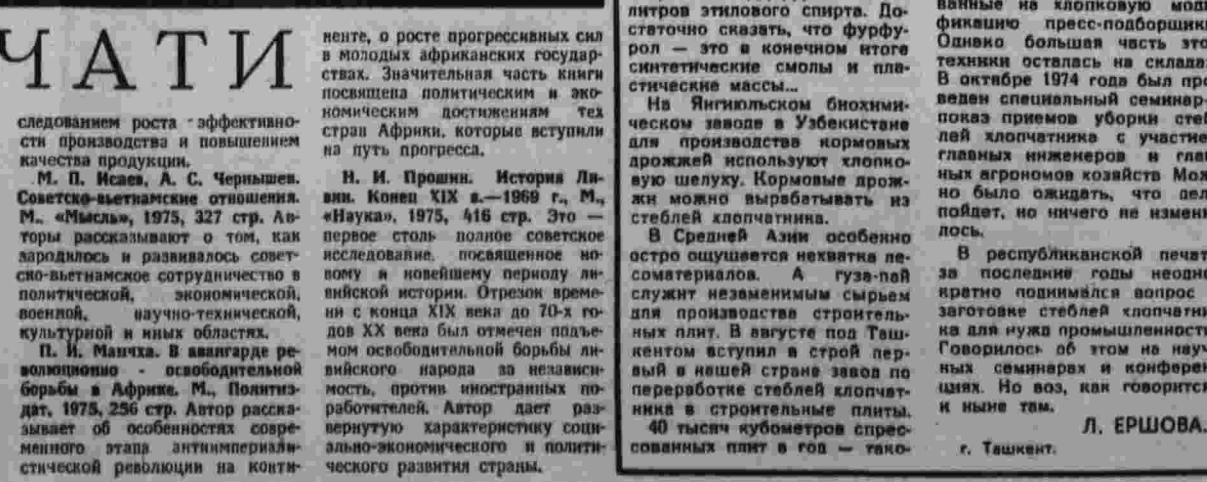 ЧАТИ
следованием роста эффективно-
сти производства и повышением
качества продукции.
М. П. Исаев, А. С. Чернышев.
Советско-вьетнамские отношения.
М., «Мысль», 1975, 327 стр. Ав-
торы рассказывают о том, как
зародилось и развивалось совет-
ско-вьетнамское сотрудничество в
политической, экономической,
военной, научно-технической,
культурной и иных областях.
П. И. Манчха. В авангарде ре-
волюционно - освободительной
борьбы в Африке. М., Политиз-
дат, 1975, 256 стр. Автор расска-
зывает об особенностях совре-
менного этапа антиимпериали-
стической революции на конти-
ненте, о росте прогрессивных сил
в молодых африканских государ-
ствах. Значительная часть книги
посвящена политическим и эко-
номическим достижениям тех
стран Африки, которые вступили
на путь прогресса.
Н. И. Прошин. История Ли-
вии. Конец XIX в.—1969 г., М.,
«Наука», 1975, 416 стр. Это —
первое столь полное советское
исследование, посвященное но-
вому и новейшему периоду ли-
вийской истории. Отрезок време-
ни с конца XIX века до 70-х го-
дов XX века был отмечен подъе-
мом освободительной борьбы ли-
вийского народа за независи-
мость, против иностранных по-
работителей. Автор дает раз-
вернутую характеристику соци-
ально-экономического и полити-
ческого развития страны.
литров этилового спирта. До-
статочно сказать, что фурфу-
рол — это в конечном итоге
синтетические смолы и пла-
стические массы...
На Янгиюльском биохими-
ческом заводе в Узбекистане
для производства кормовых
дрожжей используют хлопко-
вую шелуху. Кормовые дрож-
жи можно вырабатывать из
стеблей хлопчатника.
В Средней Азии особенно
остро ощущается нехватка ле-
соматериалов. А гуза-пай
служит незаменимым сырьем
для производства строитель-
ных плит. В августе под Таш-
кентом вступил в строй пер-
вый в нашей стране завод по
переработке стеблей хлопчат-
ника в строительные плиты.
40 тысяч кубометров спрес-
сованных плит в год — тако-
ванные на хлопковую моди
фикацию пресс-подборщики
Однако большая часть это
техники осталась на складах
В октябре 1974 года был про
веден специальный семинар-
показ приемов уборки стеб
лей хлопчатника с участие
главных инженеров и глав
ных агрономов хозяйств Мож
но было ожидать, что дел
пойдет, но ничего не измени
лось.
В республиканской печат
за последние годы неодно
кратно поднимался вопрос
заготовке стеблей хлопчатни
ка для нужд промышленност
Говорилось об этом на науч
ных семинарах и конферен
циях. Но воз, как говорится
и ныне там.
Л. ЕРШОВА.
г. Ташкент.